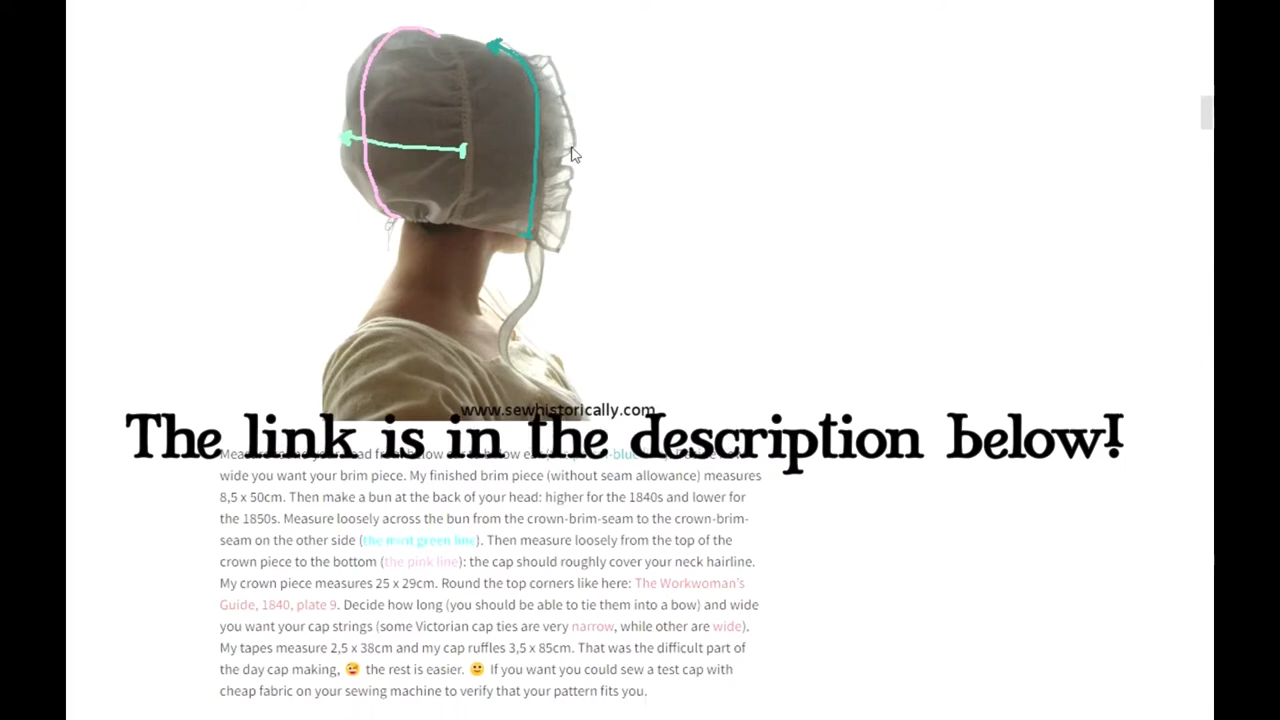 www.sewhistorically.com
The link is in the description below!
wide you want your brim piece. My finished brim piece (without seam allowance) measures
8,5 x 50cm. Then make a bun at the back of your head: higher for the 1840s and lower for
the 1850s. Measure loosely across the bun from the crown-brim-seam to the crown-brim-
seam on the other side (the mint green line). Then measure loosely from the top of the
crown piece to the bottom (the pink line): the cap should roughly cover your neck hairline.
My crown piece measures 25 x 29cm. Round the top corners like here: The Workwoman's
Guide, 1840, plate 9. Decide how long (you should be able to tie them into a bow) and wide
you want your cap strings (some Victorian cap ties are very narrow, while other are wide).
My tapes measure 2,5 x 38cm and my cap ruffles 3,5 x 85cm. That was the difficult part of
the day cap making, 😉 the rest is easier. 🙂 If you want you could sew a test cap with
cheap fabric on your sewing machine to verify that your pattern fits you.